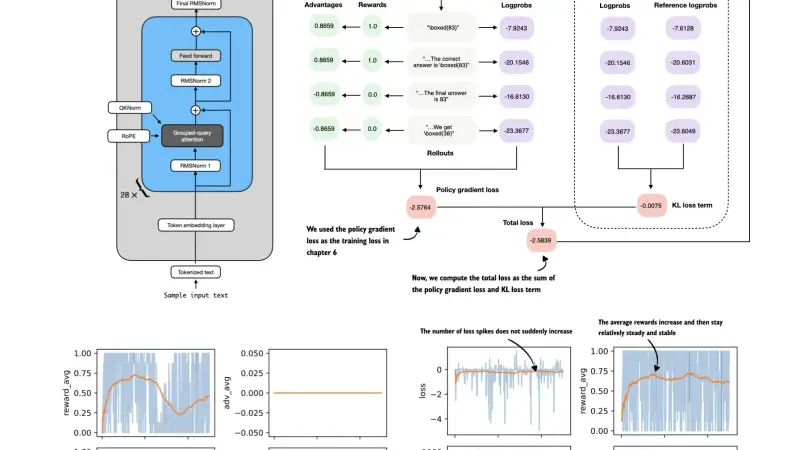 Final RMSNorm
Feed forward
RMSNorm 2
QKNorm
RoPE
Grouped-query
attention
RMSNorm 1
28 ×
Token embedding layer
Tokenized text
Sample input text
Advantages
Rewards
Logprobs
0.8659
1.0
"\boxed{83}"
-7.9243
0.8659
1.0
"...The correct
answer is \boxed{83}"
-20.1546
-0.8659
0.0
"...The final answer
is 83"
-16.6130
-0.8659
0.0
"...We get
\boxed{38}"
-23.3677
Rollouts
Logprobs
Reference logprobs
-7.9243
-7.6128
-20.1546
-20.6031
-16.6130
-16.2687
-23.3677
-23.6049
Policy gradient loss
-2.5764
-0.0075
KL loss term
Total loss
-2.5839
We used the policy gradient
loss as the training loss in
chapter 6
Now, we compute the total loss as the sum of
the policy gradient loss and KL loss term
reward_avg
1.00
0.75
0.50
0.25
0.00
adv_avg
0.050
0.025
0.000
−0.025
−0.050
The number of loss spikes does not suddenly increase
loss
0
−2
−4
The average rewards increase and then stay
relatively steady and stable
reward_avg
1.00
0.75
0.50
0.25
0.00